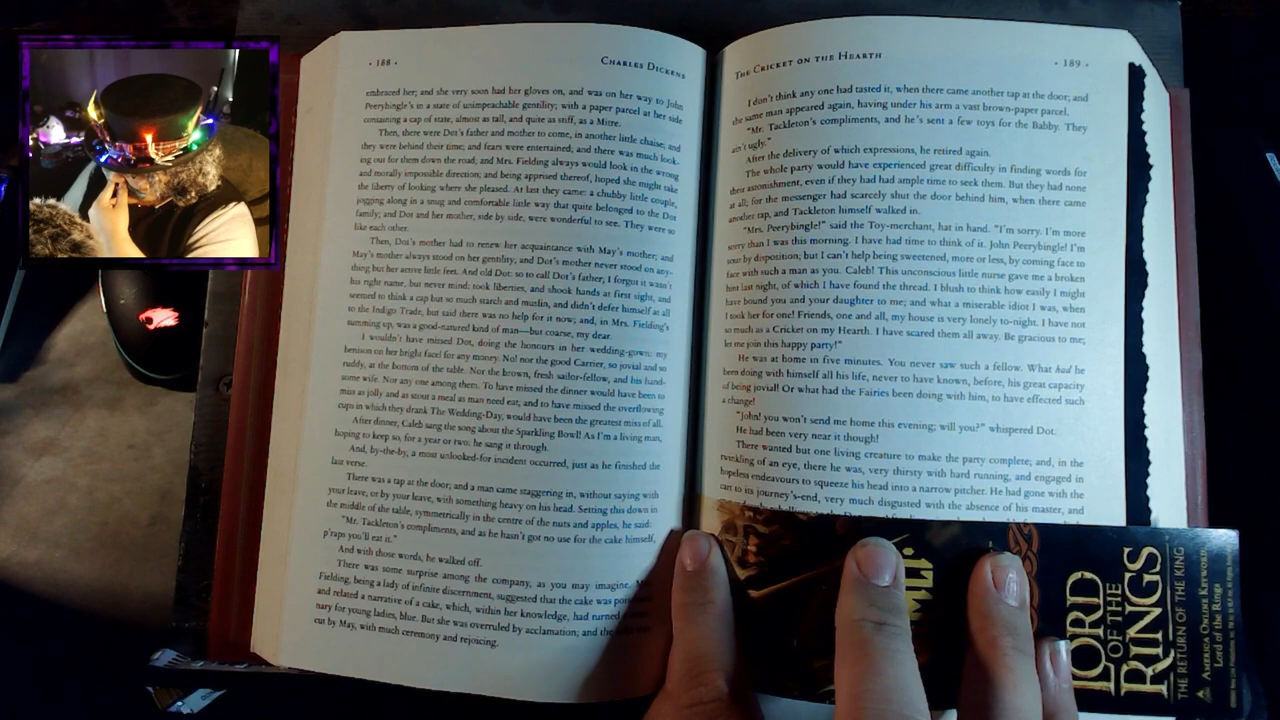 · 188 ·
CHARLES DICKENS
embraced her; and she very soon had her gloves on, and was on her way to John
Peerybingle's in a state of unimpeachable gentility; with a paper parcel at her side
containing a cap of state, almost as tall, and quite as stiff, as a Mitre.
Then, there were Dot's father and mother to come, in another little chaise; and
they were behind their time; and fears were entertained; and there was much look-
ing out for them down the road; and Mrs. Fielding always would look in the wrong
and morally impossible direction; and being apprised thereof, hoped she might take
the liberty of looking where she pleased. At last they came: a chubby little couple,
jogging along in a snug and comfortable little way that quite belonged to the Dot
family; and Dot and her mother, side by side, were wonderful to see. They were so
like each other.
Then, Dot's mother had to renew her acquaintance with May's mother; and
May's mother always stood on her gentility; and Dot's mother never stood on any-
thing but her active little feet. And old Dot: so to call Dot's father, I forgot it wasn't
his right name, but never mind: took liberties, and shook hands at first sight, and
seemed to think a cap but so much starch and muslin, and didn't defer himself at all
to the Indigo Trade, but said there was no help for it now; and, in Mrs. Fielding's
summing up, was a good-natured kind of man—but coarse, my dear.
I wouldn't have missed Dot, doing the honours in her wedding-gown: my
benison on her bright face! for any money. No! nor the good Carrier, so jovial and so
ruddy, at the bottom of the table. Nor the brown, fresh sailor-fellow, and his hand-
some wife. Nor any one among them. To have missed the dinner would have been to
miss as jolly and as stout a meal as man need eat, and to have missed the overflowing
cups in which they drank The Wedding-Day, would have been the greatest miss of all.
After dinner, Caleb sang the song about the Sparkling Bowl! As I'm a living man,
hoping to keep so, for a year or two: he sang it through.
And, by-the-by, a most unlooked-for incident occurred, just as he finished the
last verse.
There was a tap at the door; and a man came staggering in, without saying with
your leave, or by your leave, with something heavy on his head. Setting this down in
the middle of the table, symmetrically in the centre of the nuts and apples, he said:
"Mr. Tackleton's compliments, and as he hasn't got no use for the cake himself,
p'raps you'll eat it."
And with those words, he walked off.
There was some surprise among the company, as you may imagine.
Fielding, being a lady of infinite discernment, suggested that the cake was
and related a narrative of a cake, which, within her knowledge, had turned
nary for young ladies, blue. But she was overruled by acclamation; and the
cut by May, with much ceremony and rejoicing.
THE CRICKET ON THE HEARTH
· 189 ·
I don't think any one had tasted it, when there came another tap at the door; and
the same man appeared again, having under his arm a vast brown-paper parcel.
"Mr. Tackleton's compliments, and he's sent a few toys for the Babby. They
ain't ugly."
After the delivery of which expressions, he retired again.
The whole party would have experienced great difficulty in finding words for
their astonishment, even if they had had ample time to seek them. But they had none
at all; for the messenger had scarcely shut the door behind him, when there came
another tap, and Tackleton himself walked in.
"Mrs. Peerybingle!" said the Toy-merchant, hat in hand. "I'm sorry. I'm more
sorry than I was this morning. I have had time to think of it. John Peerybingle! I'm
sour by disposition; but I can't help being sweetened, more or less, by coming face to
face with such a man as you. Caleb! This unconscious little nurse gave me a broken
hint last night, of which I have found the thread. I blush to think how easily I might
have bound you and your daughter to me; and what a miserable idiot I was, when
I took her for one! Friends, one and all, my house is very lonely to-night. I have not
so much as a Cricket on my Hearth. I have scared them all away. Be gracious to me;
let me join this happy party!"
He was at home in five minutes. You never saw such a fellow. What had he
been doing with himself all his life, never to have known, before, his great capacity
of being jovial! Or what had the Fairies been doing with him, to have effected such
a change!
"John! you won't send me home this evening; will you?" whispered Dot.
He had been very near it though!
There wanted but one living creature to make the party complete; and, in the
twinkling of an eye, there he was, very thirsty with hard running, and engaged in
hopeless endeavours to squeeze his head into a narrow pitcher. He had gone with the
cart to its journey's-end, very much disgusted with the absence of his master, and
LORD
OF THE
RINGS
THE RETURN OF THE KING
AMERICA ONLINE KEYWORD:
Lord of the Rings